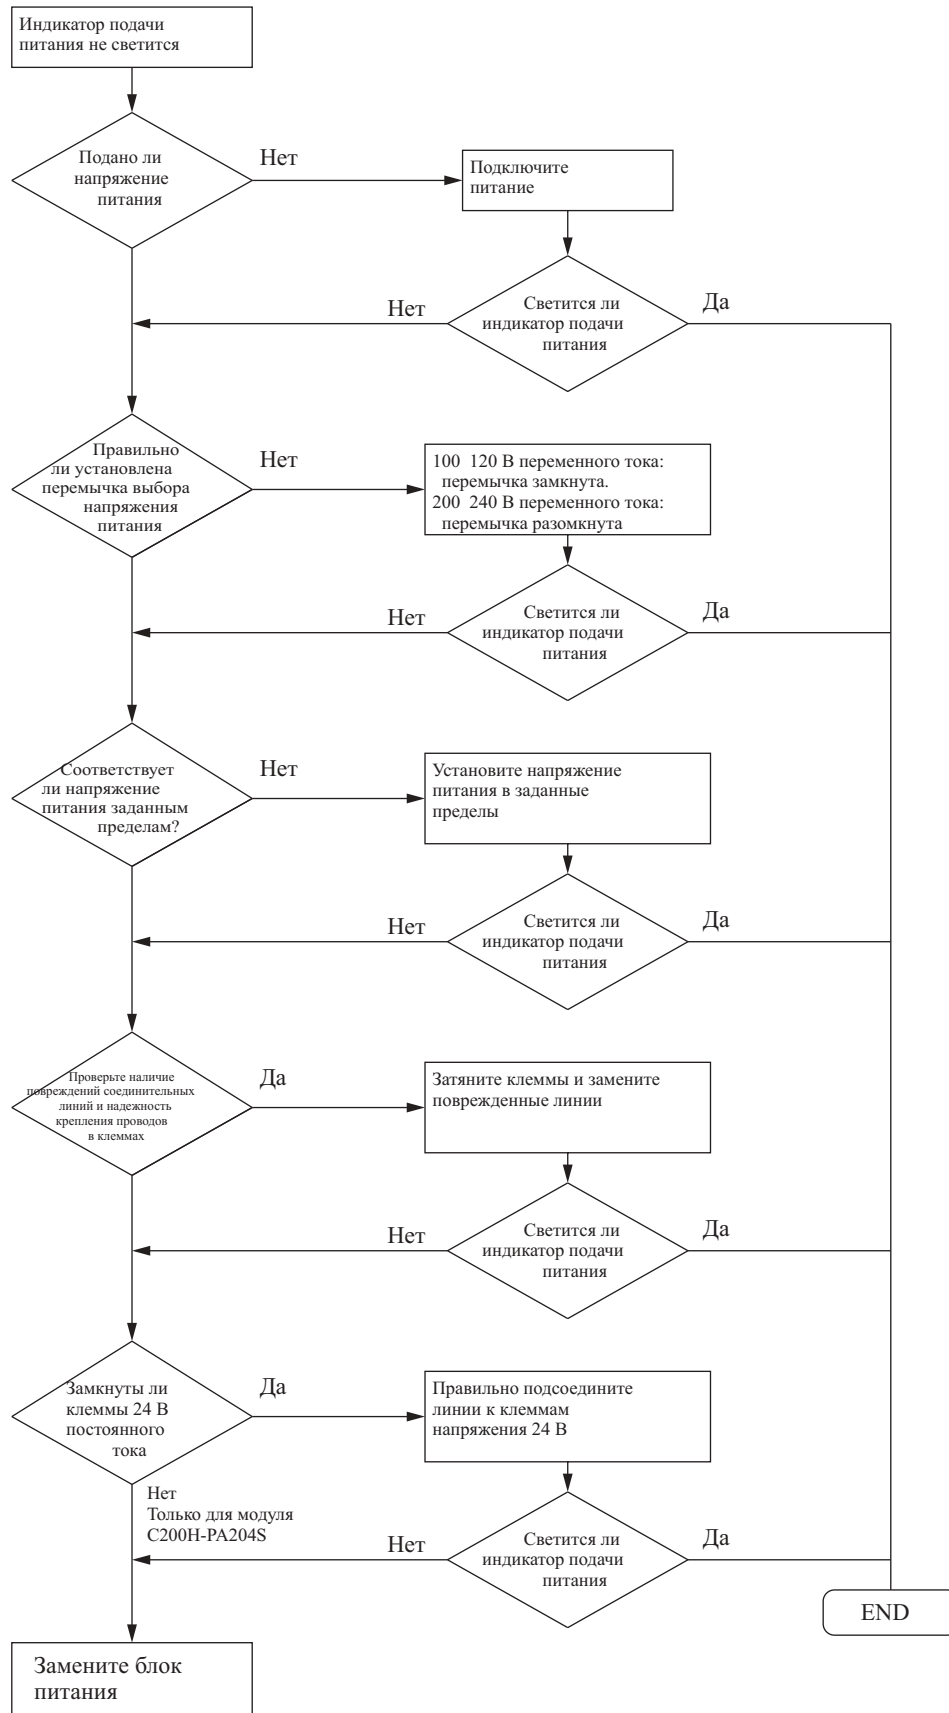 Индикатор подачи
питания не светится
Подано ли
напряжение
питания
Нет
Подключите
питание
Нет
Светится ли
индикатор подачи
питания
Да
Правильно
ли установлена
перемычка выбора
напряжения
питания
Нет
100 120 В переменного тока:
перемычка замкнута.
200 240 В переменного тока:
перемычка разомкнута
Нет
Светится ли
индикатор подачи
питания
Да
Соответствует
ли напряжение
питания заданным
пределам?
Нет
Установите напряжение
питания в заданные
пределы
Нет
Светится ли
индикатор подачи
питания
Да
Проверьте наличие
повреждений соединительных
линий и надежность
крепления проводов
в клеммах
Да
Затяните клеммы и замените
поврежденные линии
Нет
Светится ли
индикатор подачи
питания
Да
Замкнуты ли
клеммы 24 В
постоянного
тока
Да
Правильно подсоедините
линии к клеммам
напряжения 24 В
Нет
Только для модуля
C200H-PA204S
Нет
Светится ли
индикатор подачи
питания
Да
END
Замените блок
питания